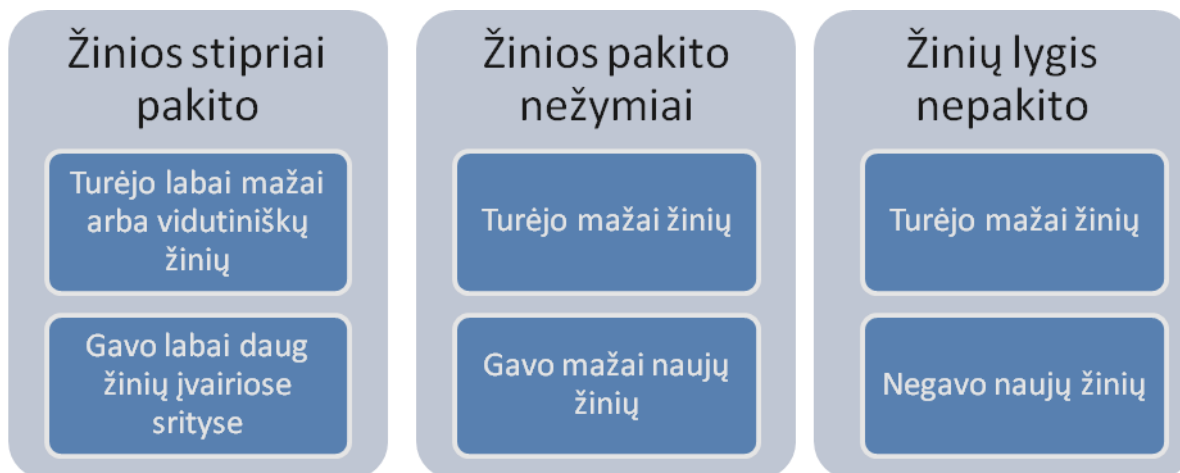 Žinios stipriai
pakito
Turėjo labai mažai
arba vidutiniškų
žinių
Gavo labai daug
žinių įvairiose
srityse
Žinios pakito
nežymiai
Turėjo mažai žinių
Gavo mažai naujų
žinių
Žinių lygis
nepakito
Turėjo mažai žinių
Negavo naujų žinių